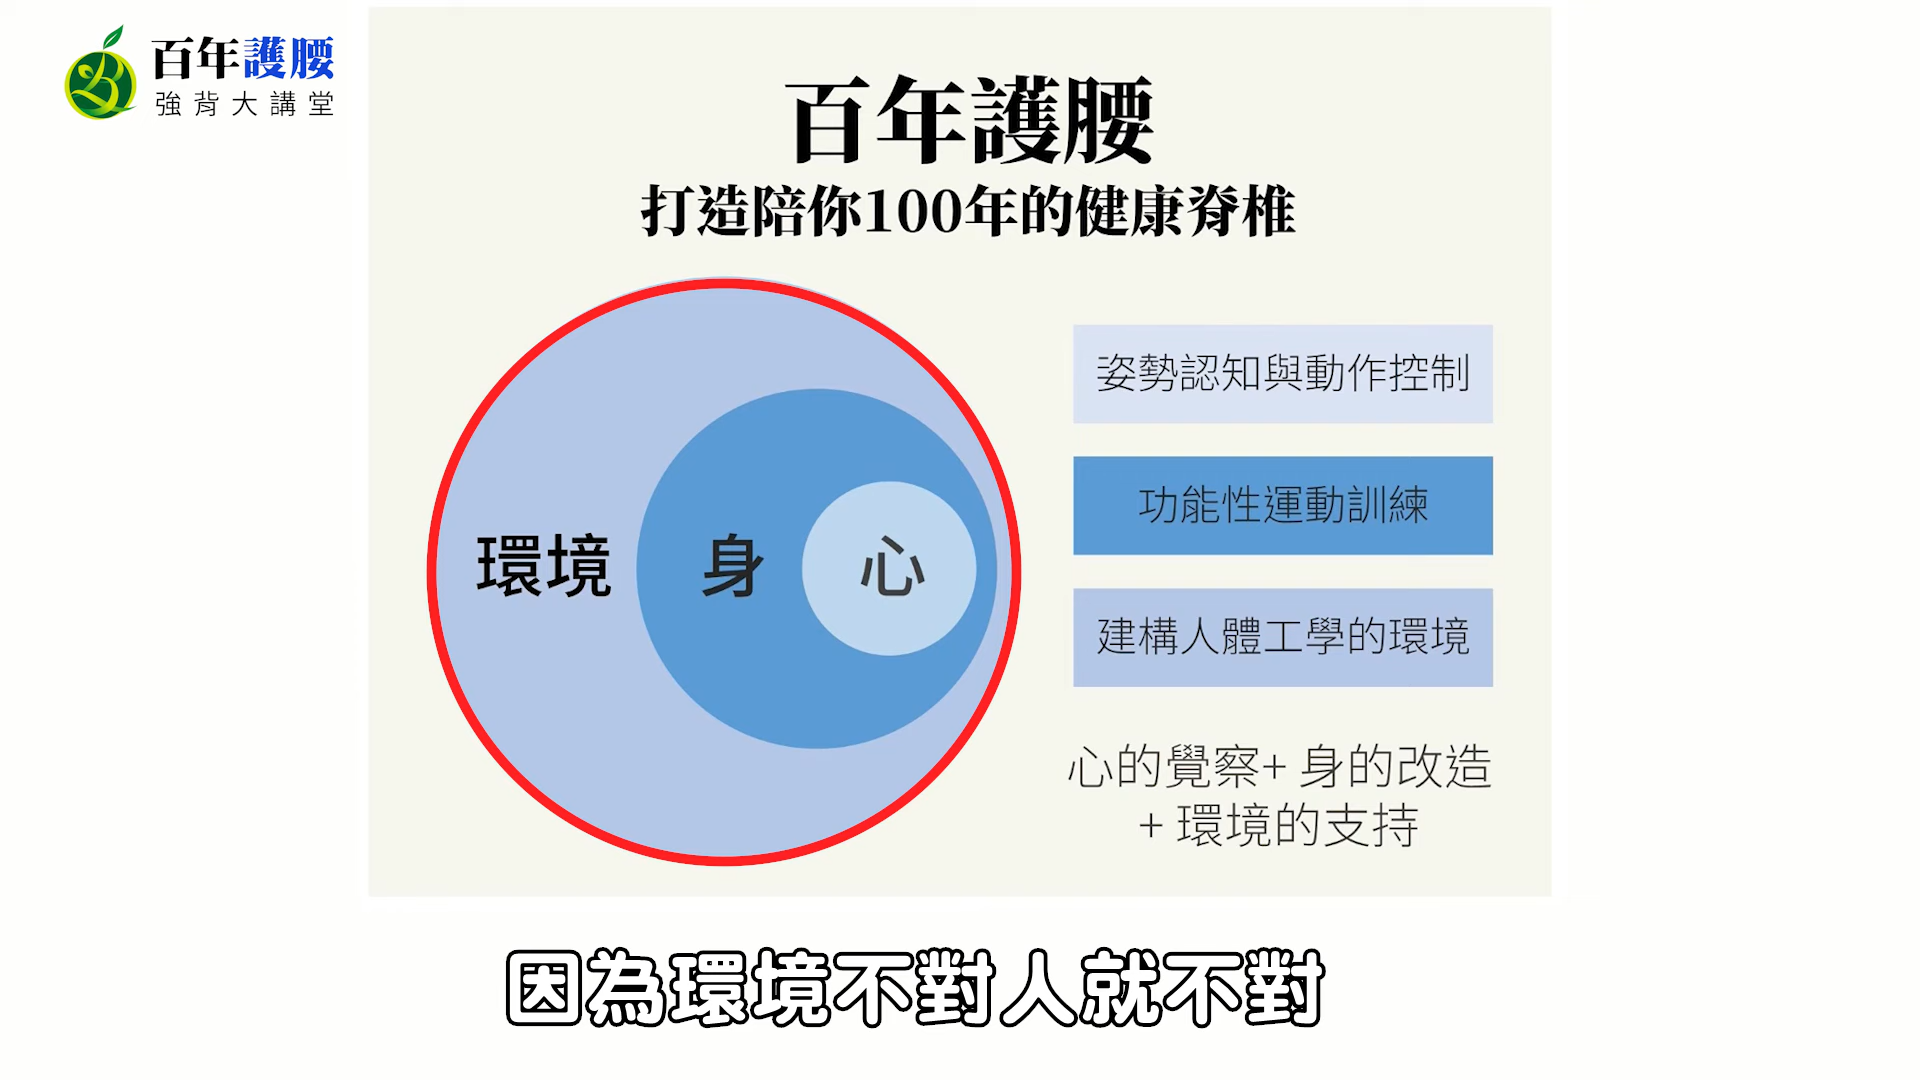 百年護腰
強背大講堂
百年護腰
打造陪你100年的健康脊椎
環境
身
心
姿勢認知與動作控制
功能性運動訓練
建構人體工學的環境
心的覺察+ 身的改造
+ 環境的支持
因為環境不對人就不對